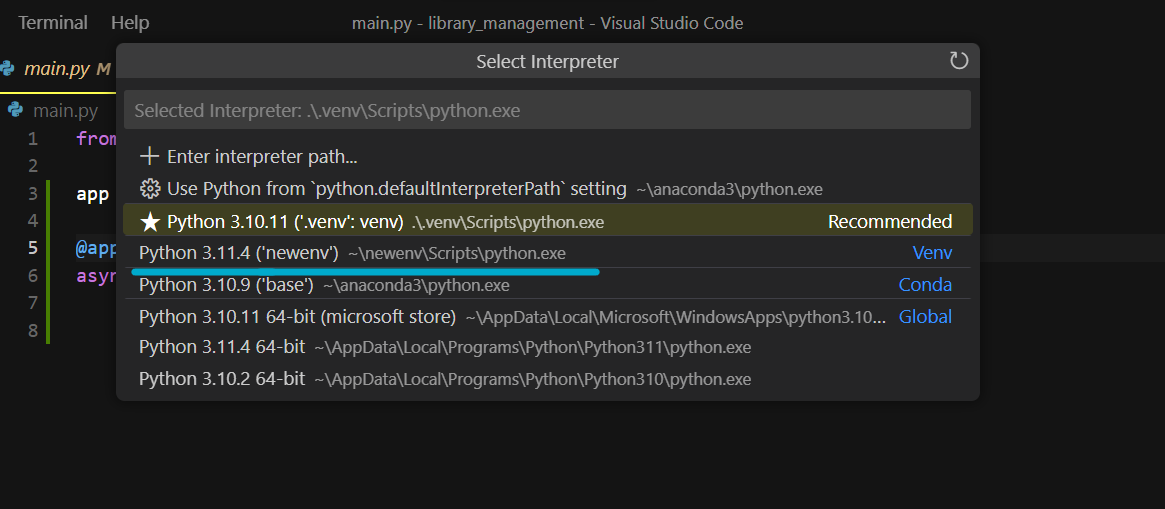 Terminal Help main.py - library_management - Visual Studio Code
main.py M
Select Interpreter
main.py
Selected Interpreter: .\.venv\Scripts\python.exe
1 from
2
Enter interpreter path...
3 app
Use Python from `python.defaultInterpreterPath` setting ~\anaconda3\python.exe
4
Python 3.10.11 ('.venv': venv) .\.venv\Scripts\python.exe Recommended
5 @app
Python 3.11.4 ('newenv') ~\newenv\Scripts\python.exe Venv
6 asyn
Python 3.10.9 ('base') ~\anaconda3\python.exe Conda
7
Python 3.10.11 64-bit (microsoft store) ~\AppData\Local\Microsoft\WindowsApps\python3.10... Global
8
Python 3.11.4 64-bit ~\AppData\Local\Programs\Python\Python311\python.exe
Python 3.10.2 64-bit ~\AppData\Local\Programs\Python\Python310\python.exe